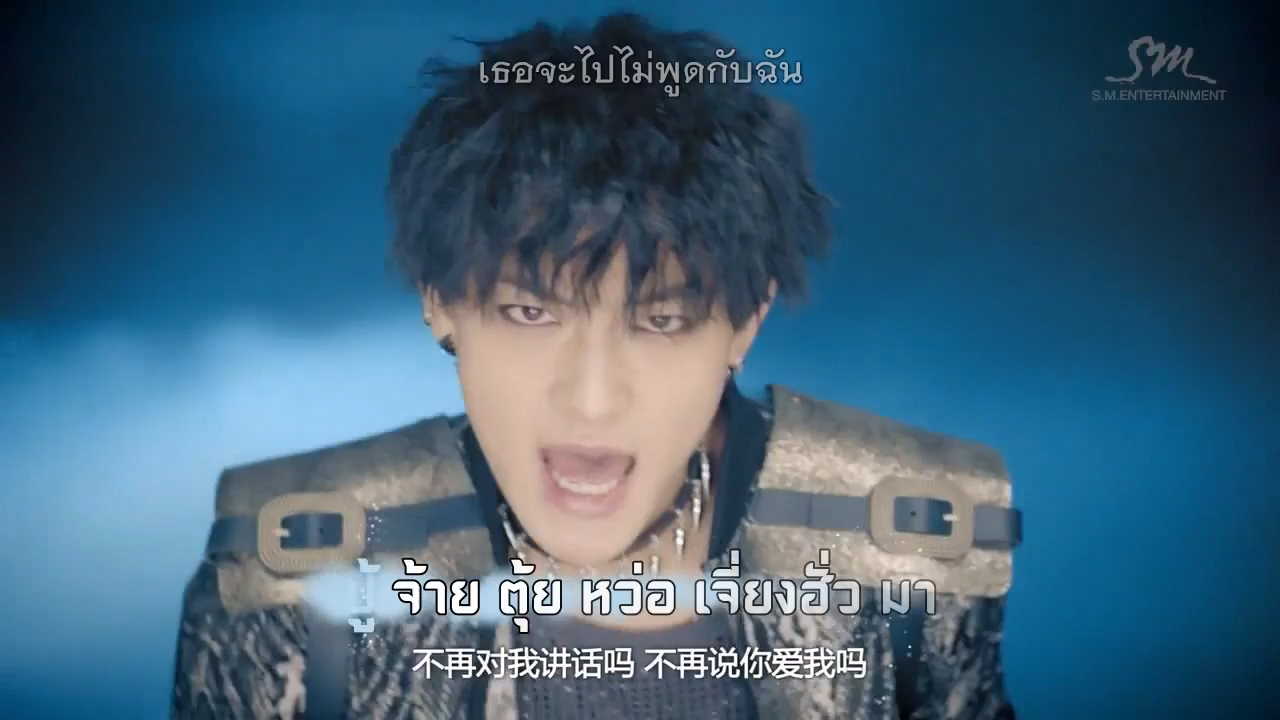 เธอจะไปไม่พูดกับฉัน
SM
S.M.ENTERTAINMENT
ปู้ จ้าย ตุ้ย หว่อ เจี่ยงฮั่ว มา
不再对我讲话吗 不再说你爱我吗